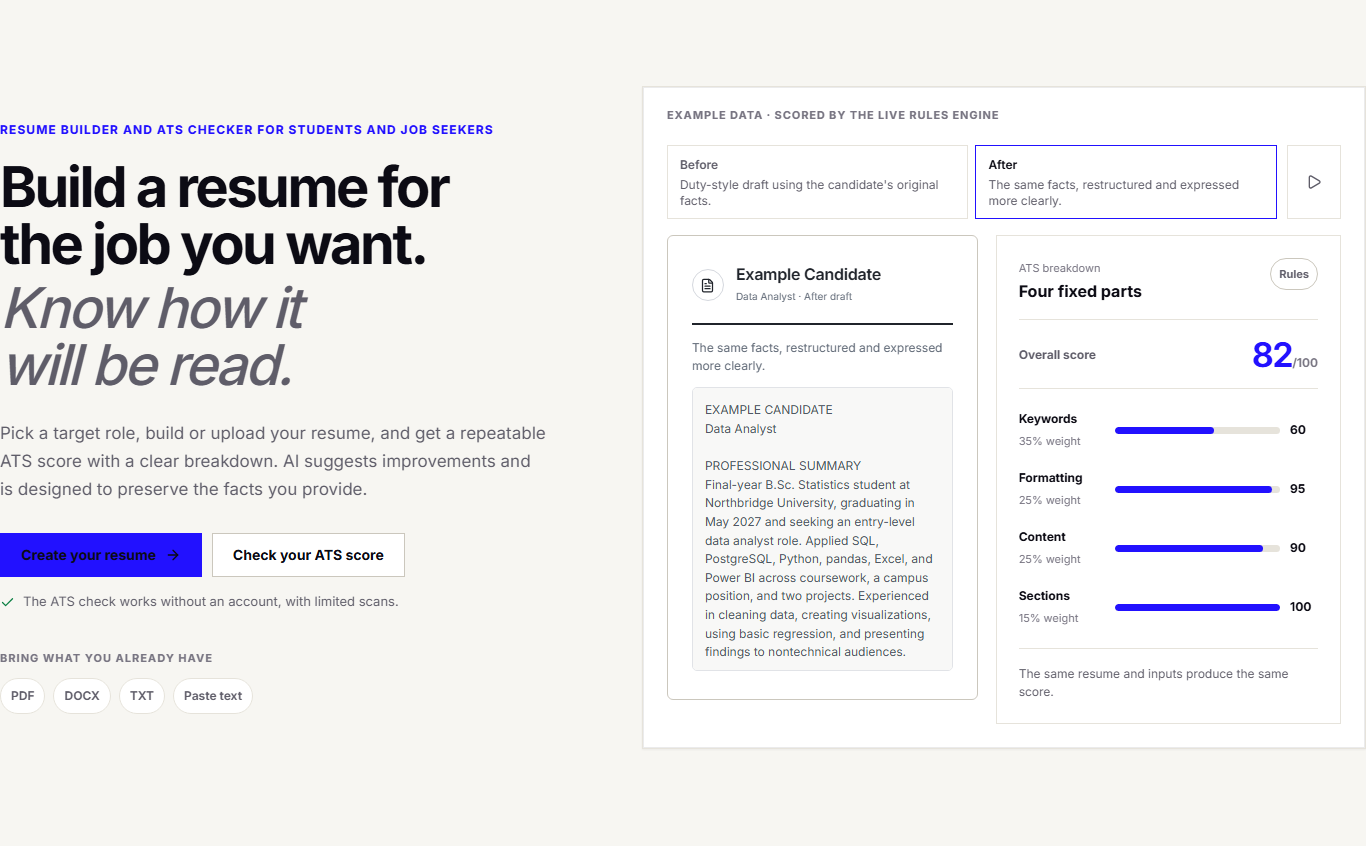 RESUME BUILDER AND ATS CHECKER FOR STUDENTS AND JOB SEEKERS
Build a resume for
the job you want.
Know how it
will be read.
Pick a target role, build or upload your resume, and get a repeatable
ATS score with a clear breakdown. AI suggests improvements and
is designed to preserve the facts you provide.
Create your resume →
Check your ATS score
The ATS check works without an account, with limited scans.
BRING WHAT YOU ALREADY HAVE
PDF
DOCX
TXT
Paste text
EXAMPLE DATA · SCORED BY THE LIVE RULES ENGINE
Before
Duty-style draft using the candidate's original
facts.
After
The same facts, restructured and expressed
more clearly.
Example Candidate
Data Analyst · After draft
The same facts, restructured and expressed
more clearly.
EXAMPLE CANDIDATE
Data Analyst
PROFESSIONAL SUMMARY
Final-year B.Sc. Statistics student at
Northbridge University, graduating in
May 2027 and seeking an entry-level
data analyst role. Applied SQL,
PostgreSQL, Python, pandas, Excel, and
Power BI across coursework, a campus
position, and two projects. Experienced
in cleaning data, creating visualizations,
using basic regression, and presenting
findings to nontechnical audiences.
ATS breakdown
Four fixed parts
Rules
Overall score
82/100
Keywords
35% weight
60
Formatting
25% weight
95
Content
25% weight
90
Sections
15% weight
100
The same resume and inputs produce the same
score.